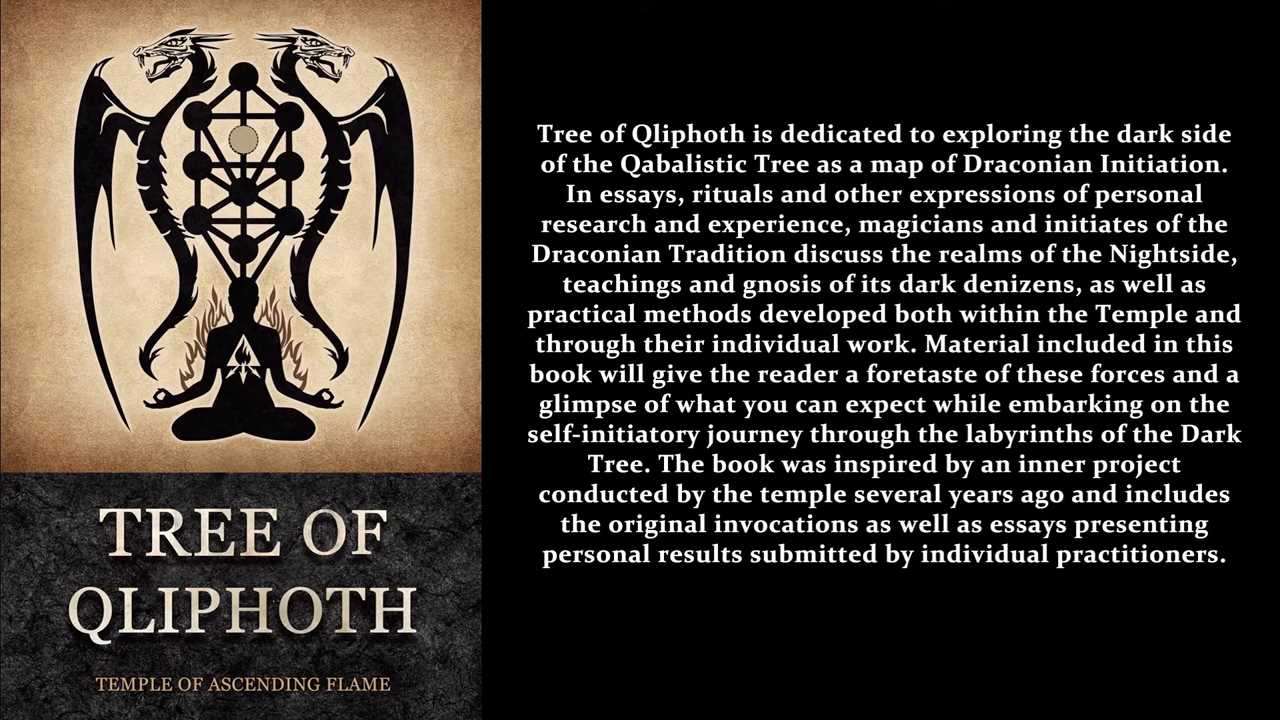 TREE OF
QLIPHOTH
TEMPLE OF ASCENDING FLAME
Tree of Qliphoth is dedicated to exploring the dark side
of the Qabalistic Tree as a map of Draconian Initiation.
In essays, rituals and other expressions of personal
research and experience, magicians and initiates of the
Draconian Tradition discuss the realms of the Nightside,
teachings and gnosis of its dark denizens, as well as
practical methods developed both within the Temple and
through their individual work. Material included in this
book will give the reader a foretaste of these forces and a
glimpse of what you can expect while embarking on the
self-initiatory journey through the labyrinths of the Dark
Tree. The book was inspired by an inner project
conducted by the temple several years ago and includes
the original invocations as well as essays presenting
personal results submitted by individual practitioners.